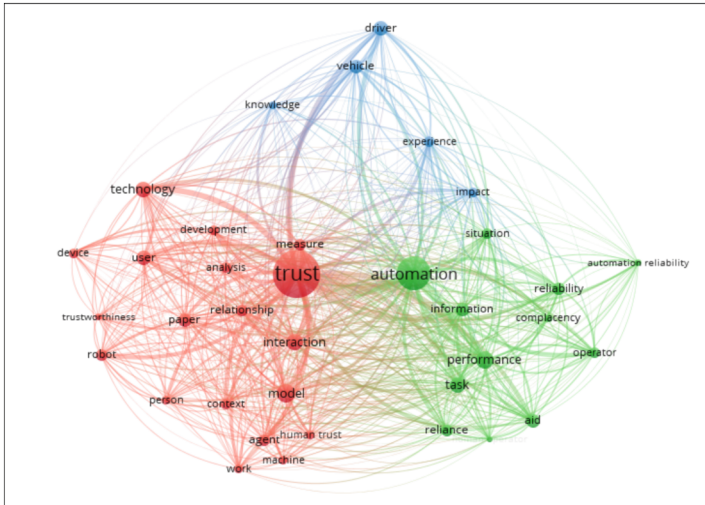 driver
vehicle
knowledge
experience
technology
impact
development
situation
measure
device
user
analysis
trust
automation
automation reliability
reliability
trustworthiness
paper
relationship
information
complacency
robot
interaction
performance
operator
task
person
context
model
aid
agent
human trust
reliance
machine
work